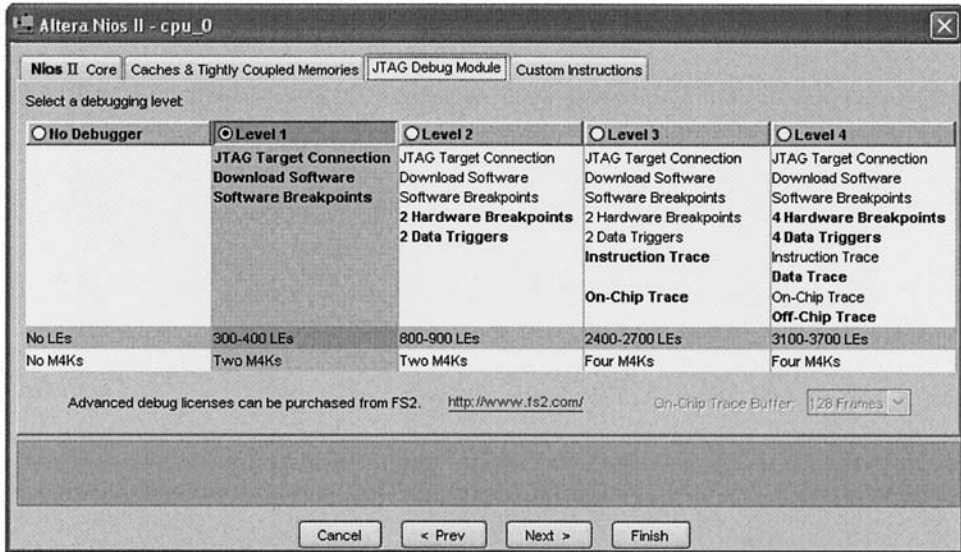 Altera Nios II - cpu_0
Nios II Core Caches & Tightly Coupled Memories JTAG Debug Module Custom Instructions
Select a debugging level:
No Debugger Level 1 Level 2 Level 3 Level 4
JTAG Target Connection JTAG Target Connection JTAG Target Connection JTAG Target Connection
Download Software Download Software Download Software Download Software
Software Breakpoints Software Breakpoints Software Breakpoints Software Breakpoints
2 Hardware Breakpoints 2 Hardware Breakpoints 4 Hardware Breakpoints
2 Data Triggers 2 Data Triggers 4 Data Triggers
Instruction Trace Instruction Trace
Data Trace
On-Chip Trace On-Chip Trace
Off-Chip Trace
No LEs 300-400 LEs 800-900 LEs 2400-2700 LEs 3100-3700 LEs
No M4Ks Two M4Ks Two M4Ks Four M4Ks Four M4Ks
Advanced debug licenses can be purchased from FS2. http://www.fs2.com/ On-Chip Trace Buffer: 128 Frames
Cancel < Prev Next > Finish